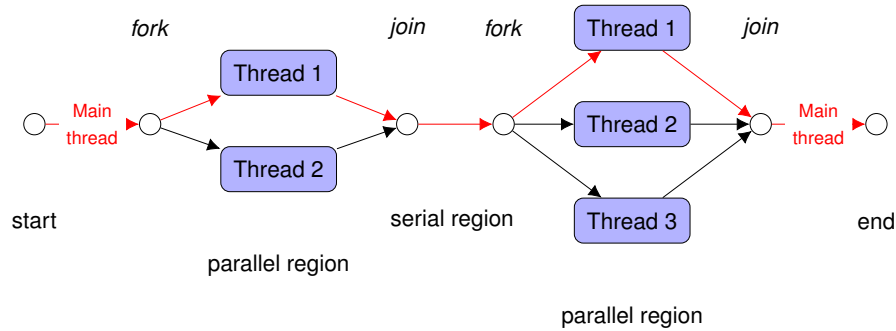 fork
join
fork
join
Thread 1
Thread 1
Main
thread
Thread 2
Thread 2
Main
thread
Thread 3
start
serial region
end
parallel region
parallel region